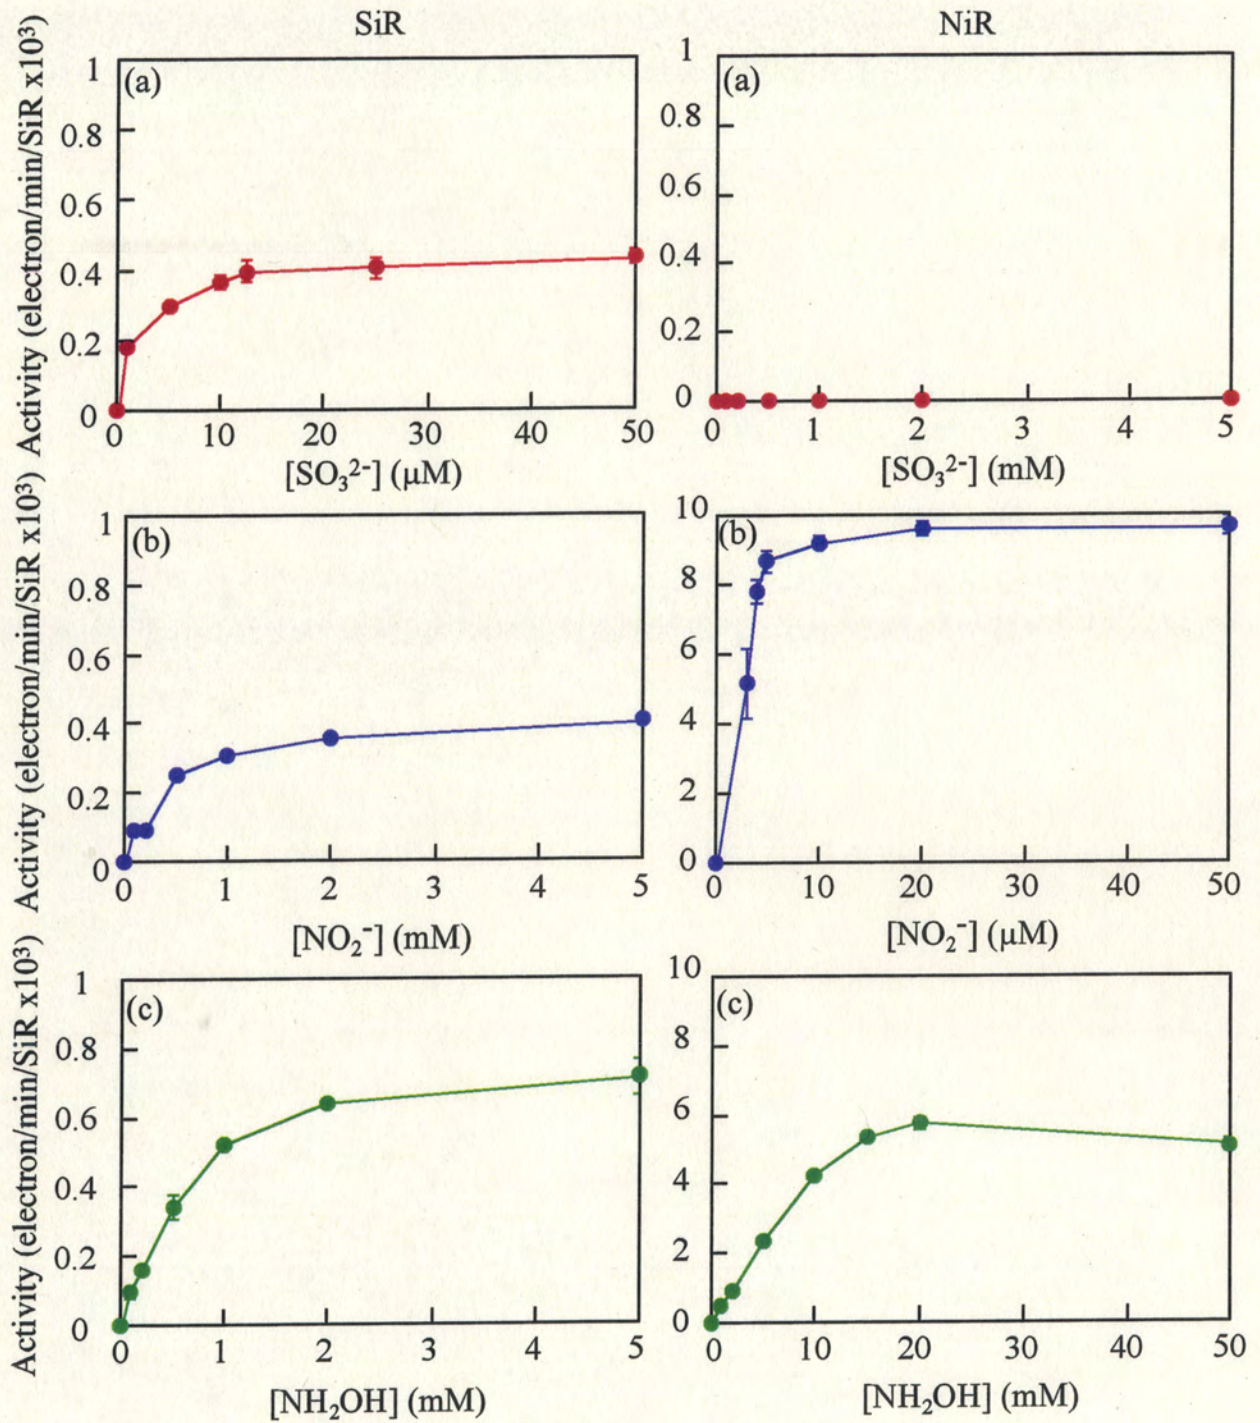 SiR
NiR
Activity (electron/min/SiR x10³)
(a)
1
0.8
0.6
0.4
0.2
0
0 10 20 30 40 50
[SO₃²⁻] (μM)
(a)
1
0.8
0.6
0.4
0.2
0
0 1 2 3 4 5
[SO₃²⁻] (mM)
Activity (electron/min/SiR x10³)
(b)
1
0.8
0.6
0.4
0.2
0
0 1 2 3 4 5
[NO₂⁻] (mM)
(b)
10
8
6
4
2
0
0 10 20 30 40 50
[NO₂⁻] (μM)
Activity (electron/min/SiR x10³)
(c)
1
0.8
0.6
0.4
0.2
0
0 1 2 3 4 5
[NH₂OH] (mM)
(c)
10
8
6
4
2
0
0 10 20 30 40 50
[NH₂OH] (mM)